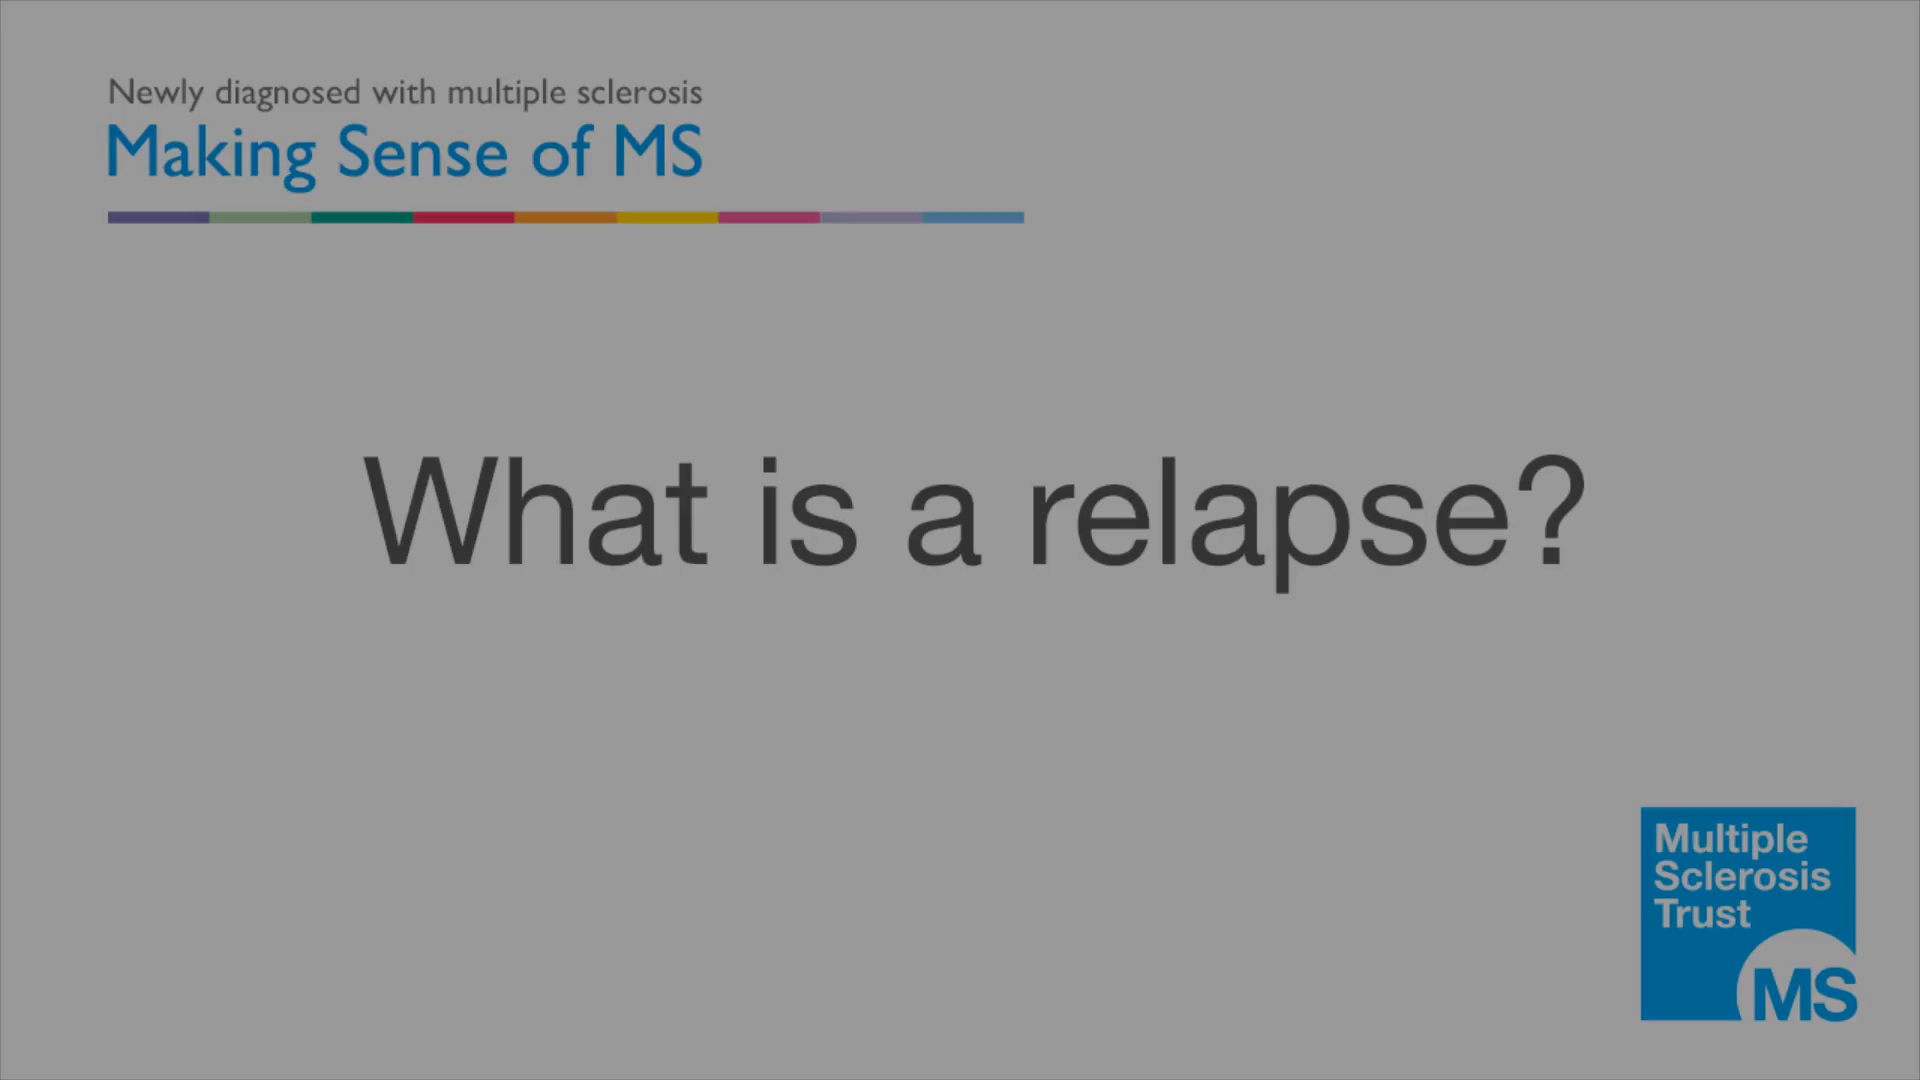 Newly diagnosed with multiple sclerosis
Making Sense of MS
What is a relapse?
Multiple
Sclerosis
Trust
MS